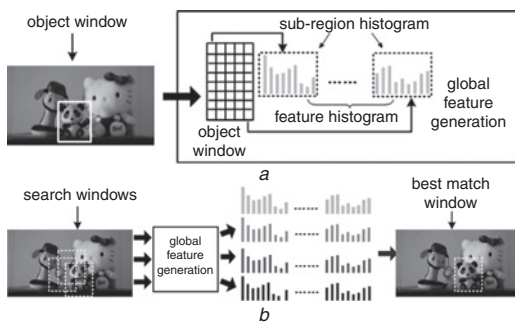 object window
sub-region histogram
object
window
feature histogram
global
feature
generation
a
search windows
global
feature
generation
best match
window
b